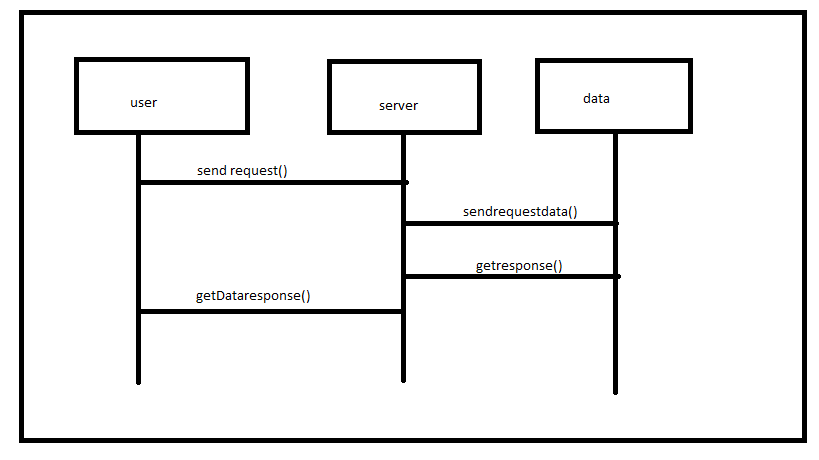 user
server
data
send request()
sendrequestdata()
getresponse()
getDataresponse()